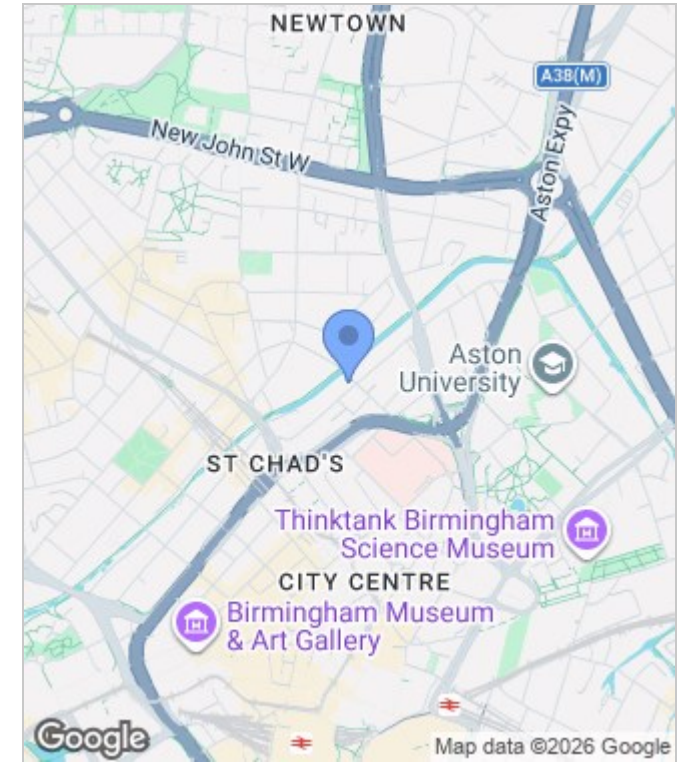 NEWTOWN
A38(M)
New John St W
Aston Expy
Aston
University
ST CHAD'S
Thinktank Birmingham
Science Museum
CITY CENTRE
Birmingham Museum
& Art Gallery
Google
Map data ©2026 Google